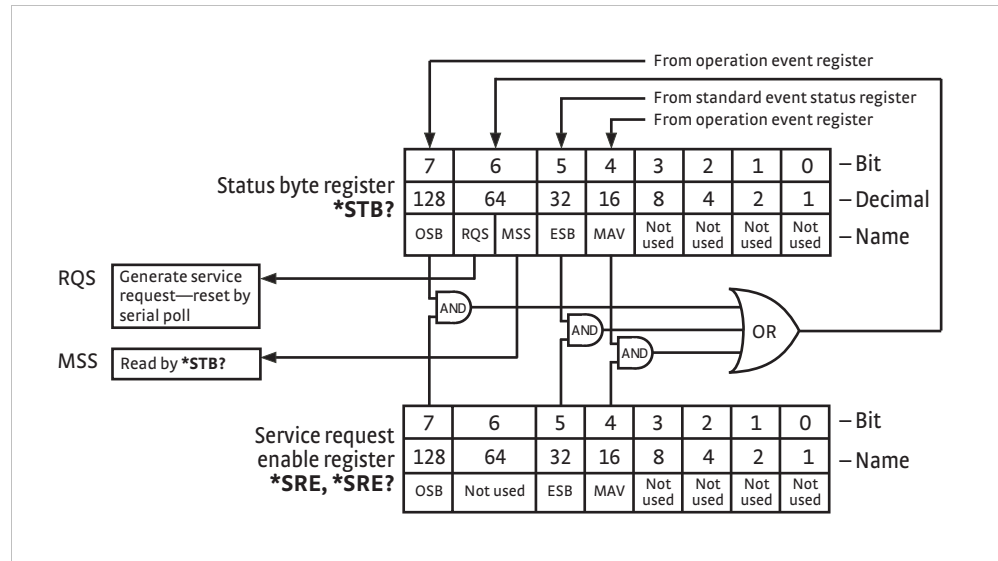 From operation event register
From standard event status register
From operation event register
7 6 5 4 3 2 1 0 – Bit
Status byte register
*STB?
128 64 32 16 8 4 2 1 – Decimal
OSB RQS MSS ESB MAV Not used Not used Not used Not used – Name
RQS
Generate service
request—reset by
serial poll
AND
AND
AND
OR
MSS
Read by *STB?
7 6 5 4 3 2 1 0 – Bit
Service request
enable register
*SRE, *SRE?
128 64 32 16 8 4 2 1 – Name
OSB Not used ESB MAV Not used Not used Not used Not used